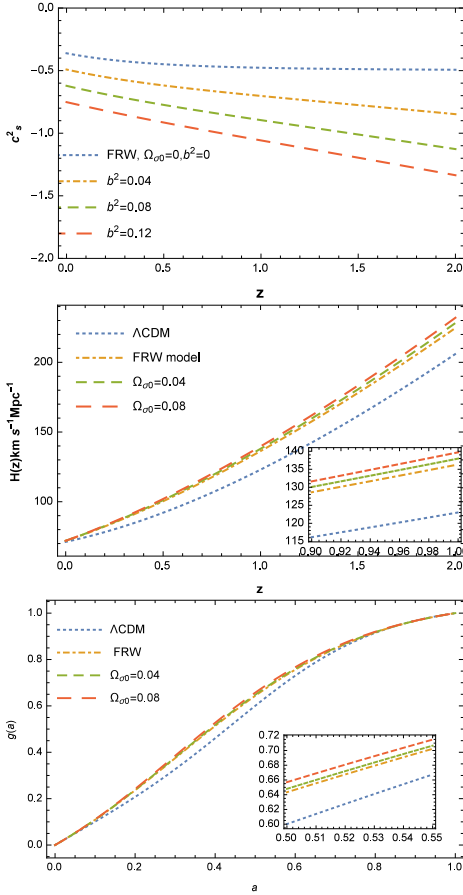 0.0
−0.5
−1.0
−1.5
−2.0
c²ₛ
FRW, Ωσ0=0,b²=0
b²=0.04
b²=0.08
b²=0.12
0.0 0.5 1.0 1.5 2.0
z
200
150
100
H(z)km s⁻¹Mpc⁻¹
ΛCDM
FRW model
Ωσ0=0.04
Ωσ0=0.08
140
135
130
125
120
115
0.90 0.92 0.94 0.96 0.98 1.00
0.0 0.5 1.0 1.5 2.0
z
1.0
0.8
0.6
0.4
0.2
0.0
g(a)
ΛCDM
FRW
Ωσ0=0.04
Ωσ0=0.08
0.72
0.70
0.68
0.66
0.64
0.62
0.60
0.50 0.51 0.52 0.53 0.54 0.55
0.0 0.2 0.4 0.6 0.8 1.0
a